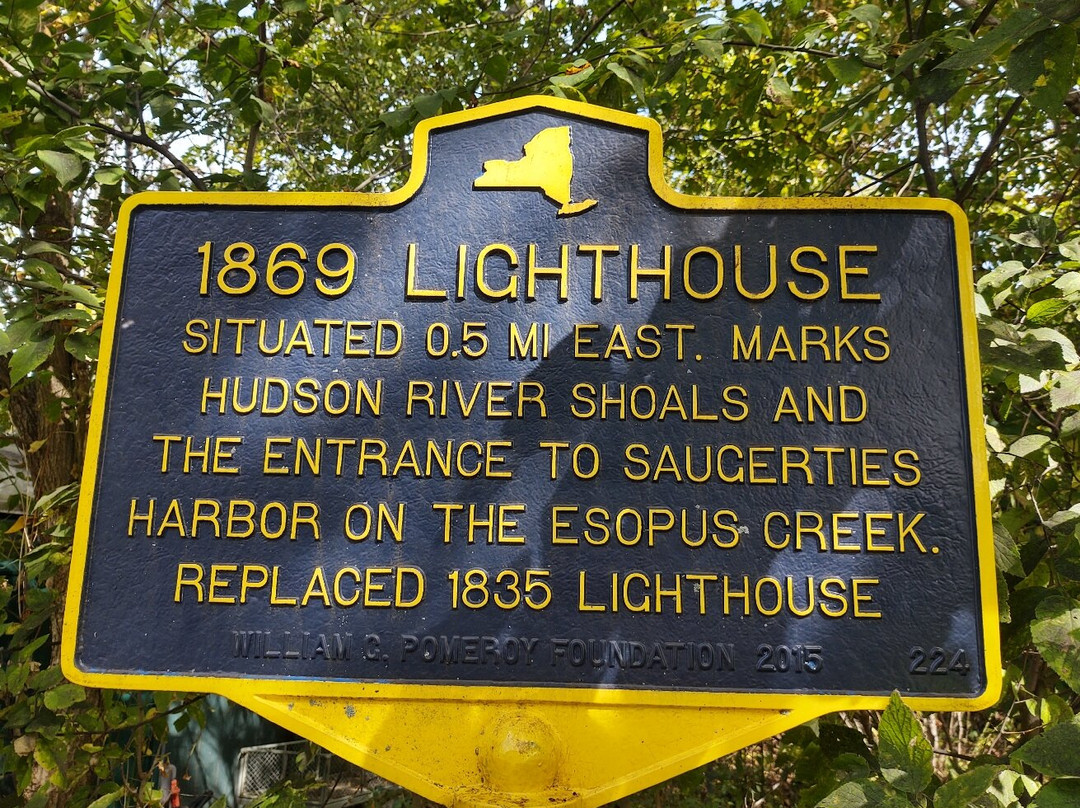 1869 LIGHTHOUSE
SITUATED 0.5 MI EAST. MARKS
HUDSON RIVER SHOALS AND
THE ENTRANCE TO SAUGERTIES
HARBOR ON THE ESOPUS CREEK.
REPLACED 1835 LIGHTHOUSE
WILLIAM G. POMEROY FOUNDATION 2015 224